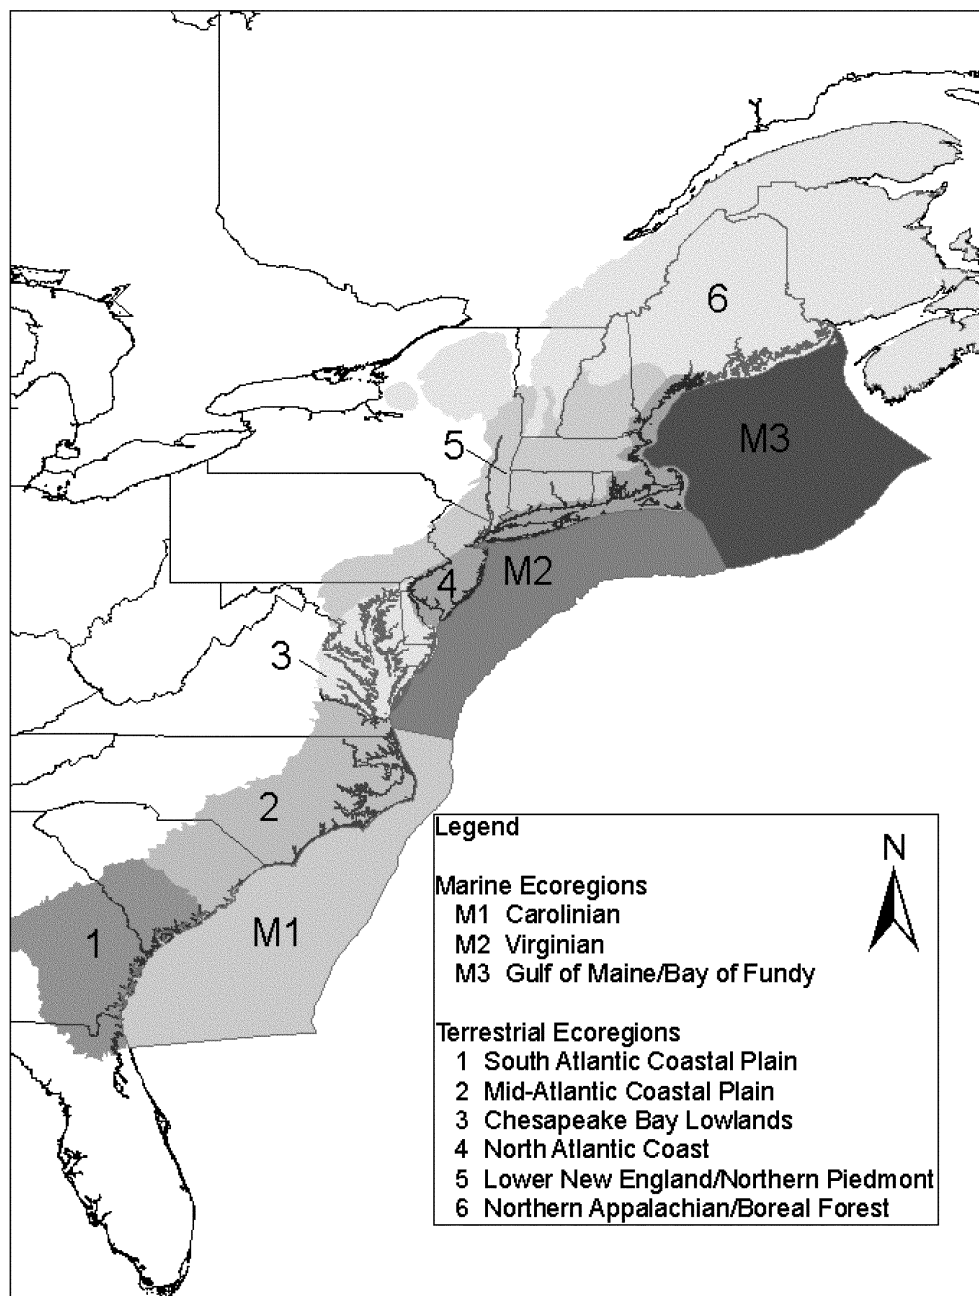 6
M3
5
M2
4
3
2
M1
1
N
Legend
Marine Ecoregions
M1 Carolinian
M2 Virginian
M3 Gulf of Maine/Bay of Fundy
Terrestrial Ecoregions
1 South Atlantic Coastal Plain
2 Mid-Atlantic Coastal Plain
3 Chesapeake Bay Lowlands
4 North Atlantic Coast
5 Lower New England/Northern Piedmont
6 Northern Appalachian/Boreal Forest